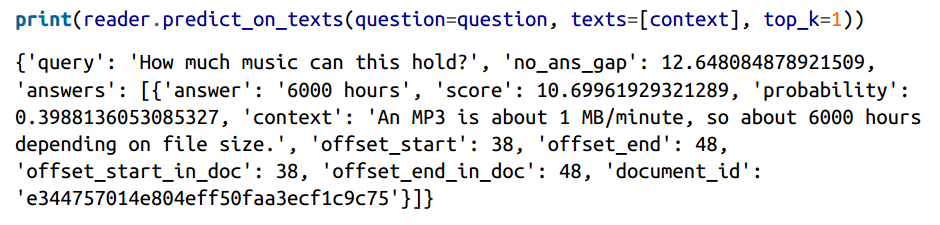 print(reader.predict_on_texts(question=question, texts=[context], top_k=1))
{'query': 'How much music can this hold?', 'no_ans_gap': 12.648084878921509,
'answers': [{'answer': '6000 hours', 'score': 10.69961929321289, 'probability':
0.3988136053085327, 'context': 'An MP3 is about 1 MB/minute, so about 6000 hours
depending on file size.', 'offset_start': 38, 'offset_end': 48,
'offset_start_in_doc': 38, 'offset_end_in_doc': 48, 'document_id':
'e344757014e804eff50faa3ecf1c9c75'}]}